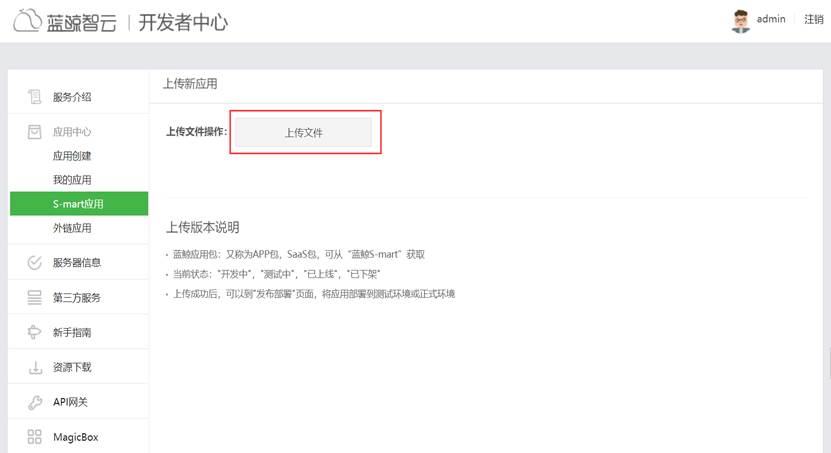 蓝鲸智云 | 开发者中心
admin 注销
服务介绍
应用中心
应用创建
我的应用
S-mart应用
外链应用
服务器信息
第三方服务
新手指南
资源下载
API网关
MagicBox
上传新应用
上传文件操作： 上传文件
上传版本说明
· 蓝鲸应用包：又称为APP包，SaaS包，可从“蓝鲸S-mart”获取
· 当前状态："开发中"，"测试中"，"已上线"，"已下架"
· 上传成功后，可以到"发布部署"页面，将应用部署到测试环境或正式环境